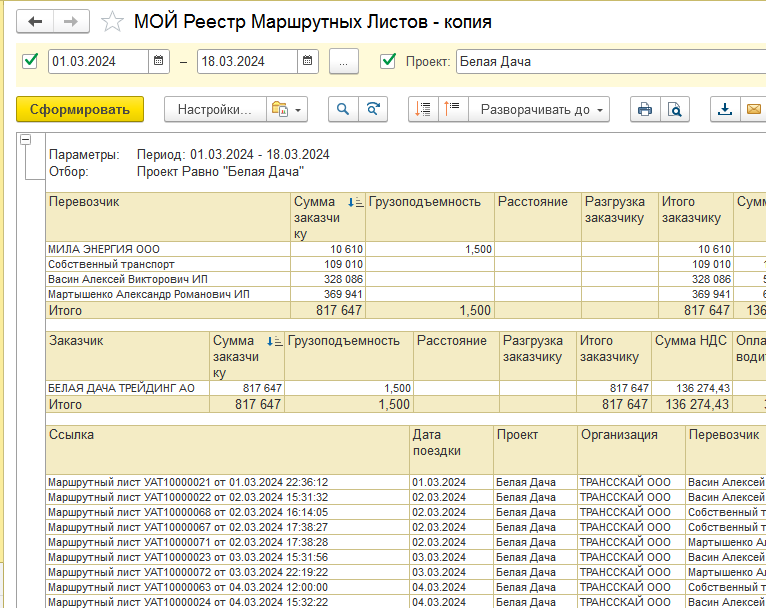 МОЙ Реестр Маршрутных Листов - копия
01.03.2024 – 18.03.2024 ... Проект: Белая Дача
Сформировать Настройки... Разворачивать до
Параметры: Период: 01.03.2024 - 18.03.2024
Отбор: Проект Равно "Белая Дача"
Перевозчик Сумма заказчи ку Грузоподъемность Расстояние Разгрузка заказчику Итого заказчику Сумм
МИЛА ЭНЕРГИЯ ООО 10 610 1,500 10 610
Собственный транспорт 109 010 109 010
Васин Алексей Викторович ИП 328 086 328 086
Мартышенко Александр Романович ИП 369 941 369 941
Итого 817 647 1,500 817 647 136
Заказчик Сумма заказчи ку Грузоподъемность Расстояние Разгрузка заказчику Итого заказчику Сумма НДС Опла води
БЕЛАЯ ДАЧА ТРЕЙДИНГ АО 817 647 1,500 817 647 136 274,43
Итого 817 647 1,500 817 647 136 274,43
Ссылка Дата поездки Проект Организация Перевозчик
Маршрутный лист УАТ10000021 от 01.03.2024 22:36:12 01.03.2024 Белая Дача ТРАНССКАЙ ООО Васин Алексей
Маршрутный лист УАТ10000022 от 02.03.2024 15:31:32 02.03.2024 Белая Дача ТРАНССКАЙ ООО Васин Алексей
Маршрутный лист УАТ10000068 от 02.03.2024 16:14:05 02.03.2024 Белая Дача ТРАНССКАЙ ООО Собственный т
Маршрутный лист УАТ10000067 от 02.03.2024 17:38:27 02.03.2024 Белая Дача ТРАНССКАЙ ООО Собственный т
Маршрутный лист УАТ10000071 от 02.03.2024 17:38:28 02.03.2024 Белая Дача ТРАНССКАЙ ООО Мартышенко Ал
Маршрутный лист УАТ10000023 от 03.03.2024 15:31:56 03.03.2024 Белая Дача ТРАНССКАЙ ООО Васин Алексей
Маршрутный лист УАТ10000072 от 03.03.2024 22:19:22 03.03.2024 Белая Дача ТРАНССКАЙ ООО Мартышенко Ал
Маршрутный лист УАТ10000063 от 04.03.2024 12:00:00 04.03.2024 Белая Дача ТРАНССКАЙ ООО Собственный т
Маршрутный лист УАТ10000024 от 04.03.2024 15:32:22 04.03.2024 Белая Дача ТРАНССКАЙ ООО Васин Алексей